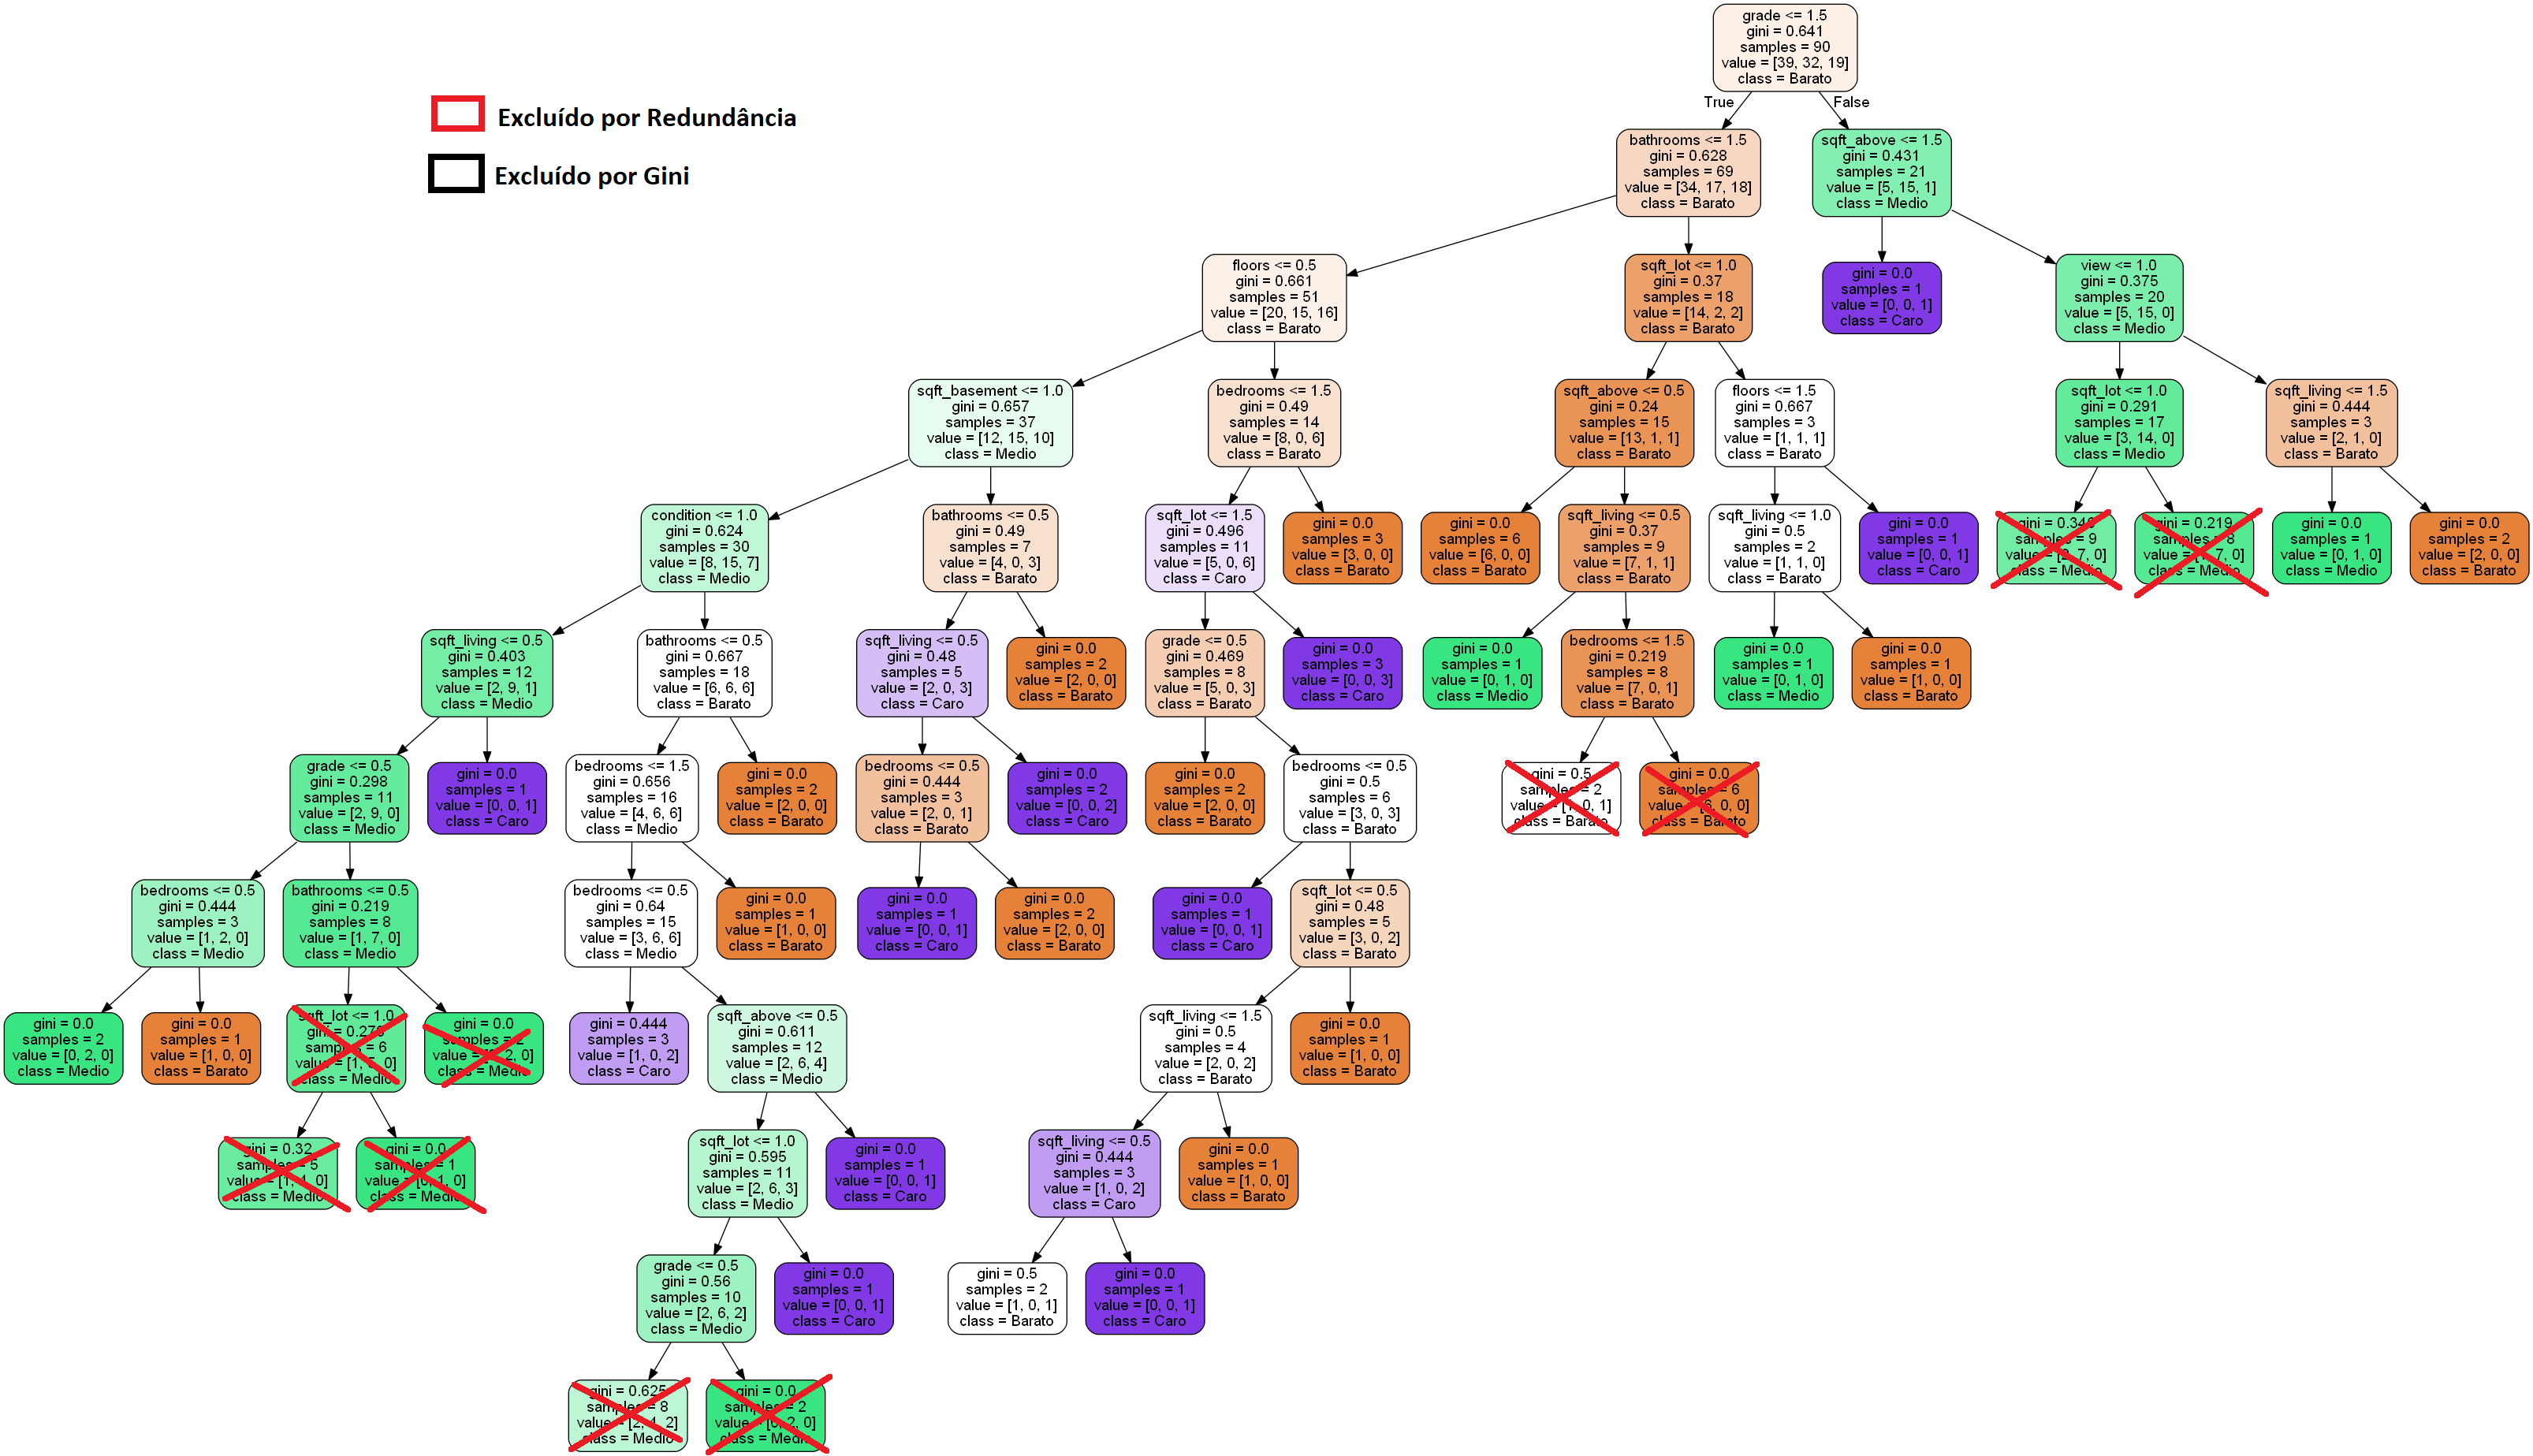 Excluído por Redundância
Excluído por Gini
grade <= 1.5
gini = 0.641
samples = 90
value = [39, 32, 19]
class = Barato
True
False
bathrooms <= 1.5
gini = 0.628
samples = 69
value = [34, 17, 18]
class = Barato
sqft_above <= 1.5
gini = 0.431
samples = 21
value = [5, 15, 1]
class = Medio
floors <= 0.5
gini = 0.661
samples = 51
value = [20, 15, 16]
class = Barato
sqft_lot <= 1.0
gini = 0.37
samples = 18
value = [14, 2, 2]
class = Barato
gini = 0.0
samples = 1
value = [0, 0, 1]
class = Caro
view <= 1.0
gini = 0.375
samples = 20
value = [5, 15, 0]
class = Medio
sqft_basement <= 1.0
gini = 0.657
samples = 37
value = [12, 15, 10]
class = Medio
bedrooms <= 1.5
gini = 0.49
samples = 14
value = [8, 0, 6]
class = Barato
sqft_above <= 0.5
gini = 0.24
samples = 15
value = [13, 1, 1]
class = Barato
floors <= 1.5
gini = 0.667
samples = 3
value = [1, 1, 1]
class = Barato
sqft_lot <= 1.0
gini = 0.291
samples = 17
value = [3, 14, 0]
class = Medio
sqft_living <= 1.5
gini = 0.444
samples = 3
value = [2, 1, 0]
class = Barato
condition <= 1.0
gini = 0.624
samples = 30
value = [8, 15, 7]
class = Medio
bathrooms <= 0.5
gini = 0.49
samples = 7
value = [4, 0, 3]
class = Barato
sqft_lot <= 1.5
gini = 0.496
samples = 11
value = [5, 0, 6]
class = Caro
gini = 0.0
samples = 3
value = [3, 0, 0]
class = Barato
gini = 0.0
samples = 6
value = [6, 0, 0]
class = Barato
sqft_living <= 0.5
gini = 0.37
samples = 9
value = [7, 1, 1]
class = Barato
sqft_living <= 1.0
gini = 0.5
samples = 2
value = [1, 1, 0]
class = Barato
gini = 0.0
samples = 1
value = [0, 0, 1]
class = Caro
gini = 0.346
samples = 9
value = 7, 0]
class = Medio
gini = 0.219
samples = 8
value = 7, 0]
class = Medio
gini = 0.0
samples = 1
value = [0, 1, 0]
class = Medio
gini = 0.0
samples = 2
value = [2, 0, 0]
class = Barato
sqft_living <= 0.5
gini = 0.403
samples = 12
value = [2, 9, 1]
class = Medio
bathrooms <= 0.5
gini = 0.667
samples = 18
value = [6, 6, 6]
class = Barato
sqft_living <= 0.5
gini = 0.48
samples = 5
value = [2, 0, 3]
class = Caro
gini = 0.0
samples = 2
value = [2, 0, 0]
class = Barato
grade <= 0.5
gini = 0.469
samples = 8
value = [5, 0, 3]
class = Barato
gini = 0.0
samples = 3
value = [0, 0, 3]
class = Caro
gini = 0.0
samples = 1
value = [0, 1, 0]
class = Medio
bedrooms <= 1.5
gini = 0.219
samples = 8
value = [7, 0, 1]
class = Barato
gini = 0.0
samples = 1
value = [0, 1, 0]
class = Medio
gini = 0.0
samples = 1
value = [1, 0, 0]
class = Barato
grade <= 0.5
gini = 0.298
samples = 11
value = [2, 9, 0]
class = Medio
gini = 0.0
samples = 1
value = [0, 0, 1]
class = Caro
bedrooms <= 1.5
gini = 0.656
samples = 16
value = [4, 6, 6]
class = Medio
gini = 0.0
samples = 2
value = [2, 0, 0]
class = Barato
bedrooms <= 0.5
gini = 0.444
samples = 3
value = [2, 0, 1]
class = Barato
gini = 0.0
samples = 2
value = [0, 0, 2]
class = Caro
gini = 0.0
samples = 2
value = [2, 0, 0]
class = Barato
bedrooms <= 0.5
gini = 0.5
samples = 6
value = [3, 0, 3]
class = Barato
gini = 0.5
samples = 2
value = [1, 0, 1]
class = Barato
gini = 0.0
samples = 6
value = [6, 0, 0]
class = Barato
bedrooms <= 0.5
gini = 0.444
samples = 3
value = [1, 2, 0]
class = Medio
bathrooms <= 0.5
gini = 0.219
samples = 8
value = [1, 7, 0]
class = Medio
bedrooms <= 0.5
gini = 0.64
samples = 15
value = [3, 6, 6]
class = Medio
gini = 0.0
samples = 1
value = [1, 0, 0]
class = Barato
gini = 0.0
samples = 1
value = [0, 0, 1]
class = Caro
gini = 0.0
samples = 2
value = [2, 0, 0]
class = Barato
gini = 0.0
samples = 1
value = [0, 0, 1]
class = Caro
sqft_lot <= 0.5
gini = 0.48
samples = 5
value = [3, 0, 2]
class = Barato
gini = 0.0
samples = 2
value = [0, 2, 0]
class = Medio
gini = 0.0
samples = 1
value = [1, 0, 0]
class = Barato
sqft_lot <= 1.0
gini =
samples = 6
value = [1, 5, 0]
class = Medio
gini = 0.0
samples = 2
value = 2, 0]
class = Medio
gini = 0.444
samples = 3
value = [1, 0, 2]
class = Caro
sqft_above <= 0.5
gini = 0.611
samples = 12
value = [2, 6, 4]
class = Medio
sqft_living <= 1.5
gini = 0.5
samples = 4
value = [2, 0, 2]
class = Barato
gini = 0.0
samples = 1
value = [1, 0, 0]
class = Barato
gini = 0.32
samples = 5
value = [1, 4, 0]
class = Medio
gini = 0.0
samples = 1
value = [0, 1, 0]
class = Medio
sqft_lot <= 1.0
gini = 0.595
samples = 11
value = [2, 6, 3]
class = Medio
gini = 0.0
samples = 1
value = [0, 0, 1]
class = Caro
sqft_living <= 0.5
gini = 0.444
samples = 3
value = [1, 0, 2]
class = Caro
gini = 0.0
samples = 1
value = [1, 0, 0]
class = Barato
grade <= 0.5
gini = 0.56
samples = 10
value = [2, 6, 2]
class = Medio
gini = 0.0
samples = 1
value = [0, 0, 1]
class = Caro
gini = 0.5
samples = 2
value = [1, 0, 1]
class = Barato
gini = 0.0
samples = 1
value = [0, 0, 1]
class = Caro
gini = 0.625
samples = 8
value = [2, 4, 2]
class = Medio
gini = 0.0
samples = 2
value = [0, 2, 0]
class = Medio